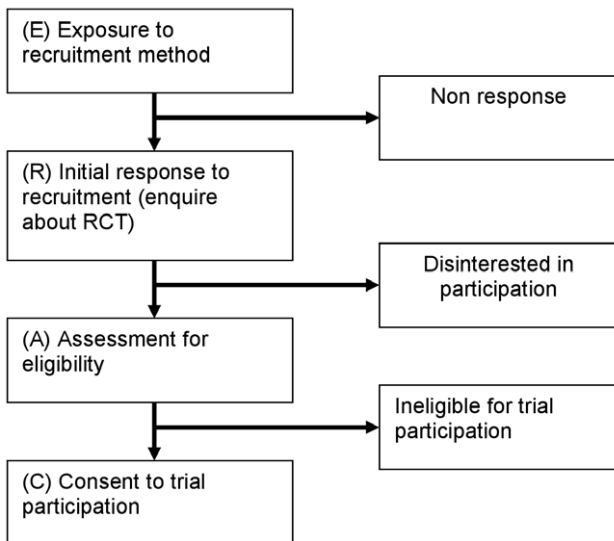 (E) Exposure to
recruitment method
Non response
(R) Initial response to
recruitment (enquire
about RCT)
Disinterested in
participation
(A) Assessment for
eligibility
Ineligible for trial
participation
(C) Consent to trial
participation